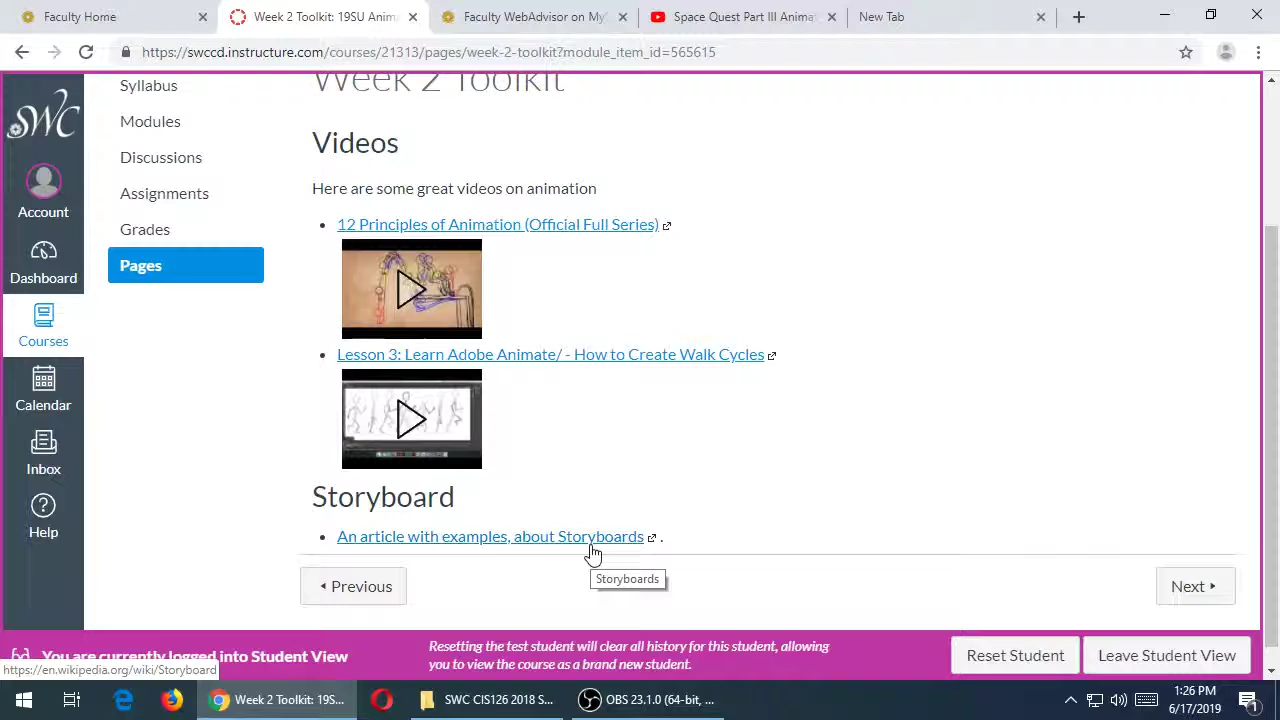 Faculty Home
Week 2 Toolkit: 19SU Anim
Faculty WebAdvisor on My
Space Quest Part III Anima
New Tab
https://swccd.instructure.com/courses/21313/pages/week-2-toolkit?module_item_id=565615
SWC
Account
Dashboard
Courses
Calendar
Inbox
Help
Syllabus
Modules
Discussions
Assignments
Grades
Pages
Week 2 Toolkit
Videos
Here are some great videos on animation
12 Principles of Animation (Official Full Series)
Lesson 3: Learn Adobe Animate/ - How to Create Walk Cycles
Storyboard
An article with examples, about Storyboards .
Storyboards
Previous
Next
You are currently logged into Student View
Resetting the test student will clear all history for this student, allowing
you to view the course as a brand new student.
Reset Student
Leave Student View
https://en.wikipedia.org/wiki/Storyboard
Week 2 Toolkit: 19S...
SWC CIS126 2018 S...
OBS 23.1.0 (64-bit, ...
1:26 PM
6/17/2019
1